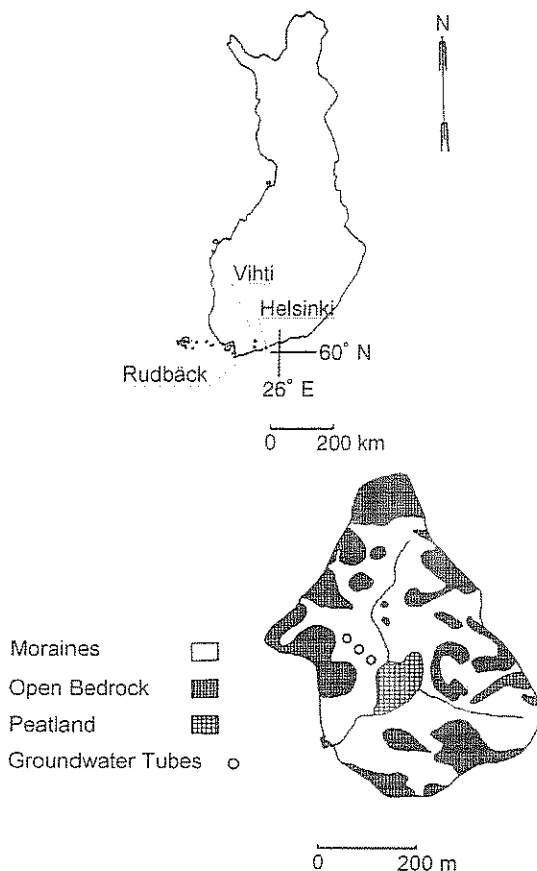 N
Vihti
Helsinki
60° N
Rudbäck
26° E
0 200 km
Moraines
Open Bedrock
Peatland
Groundwater Tubes
0 200 m